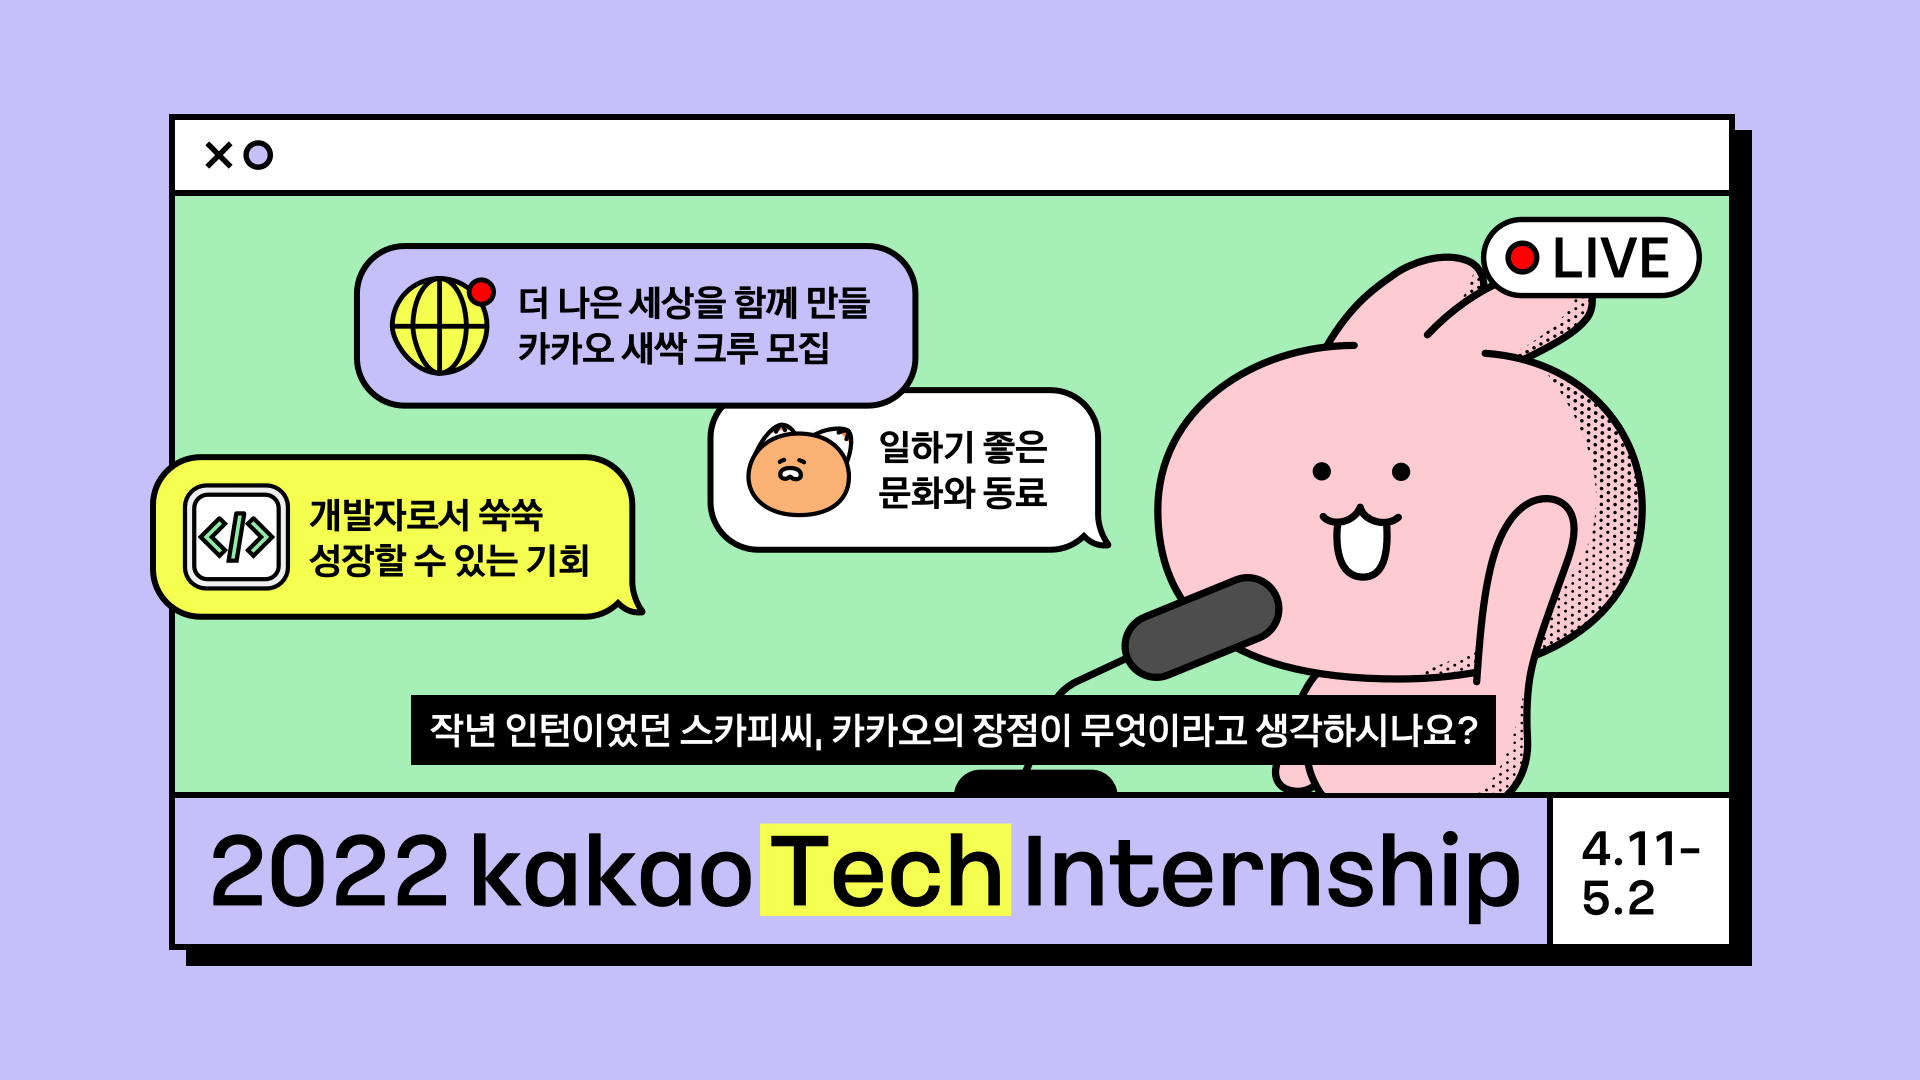 LIVE
더 나은 세상을 함께 만들
카카오 새싹 크루 모집
일하기 좋은
문화와 동료
</>
개발자로서 쑥쑥
성장할 수 있는 기회
작년 인턴이었던 스카피씨, 카카오의 장점이 무엇이라고 생각하시나요?
2022 kakao Tech Internship
4.11-
5.2